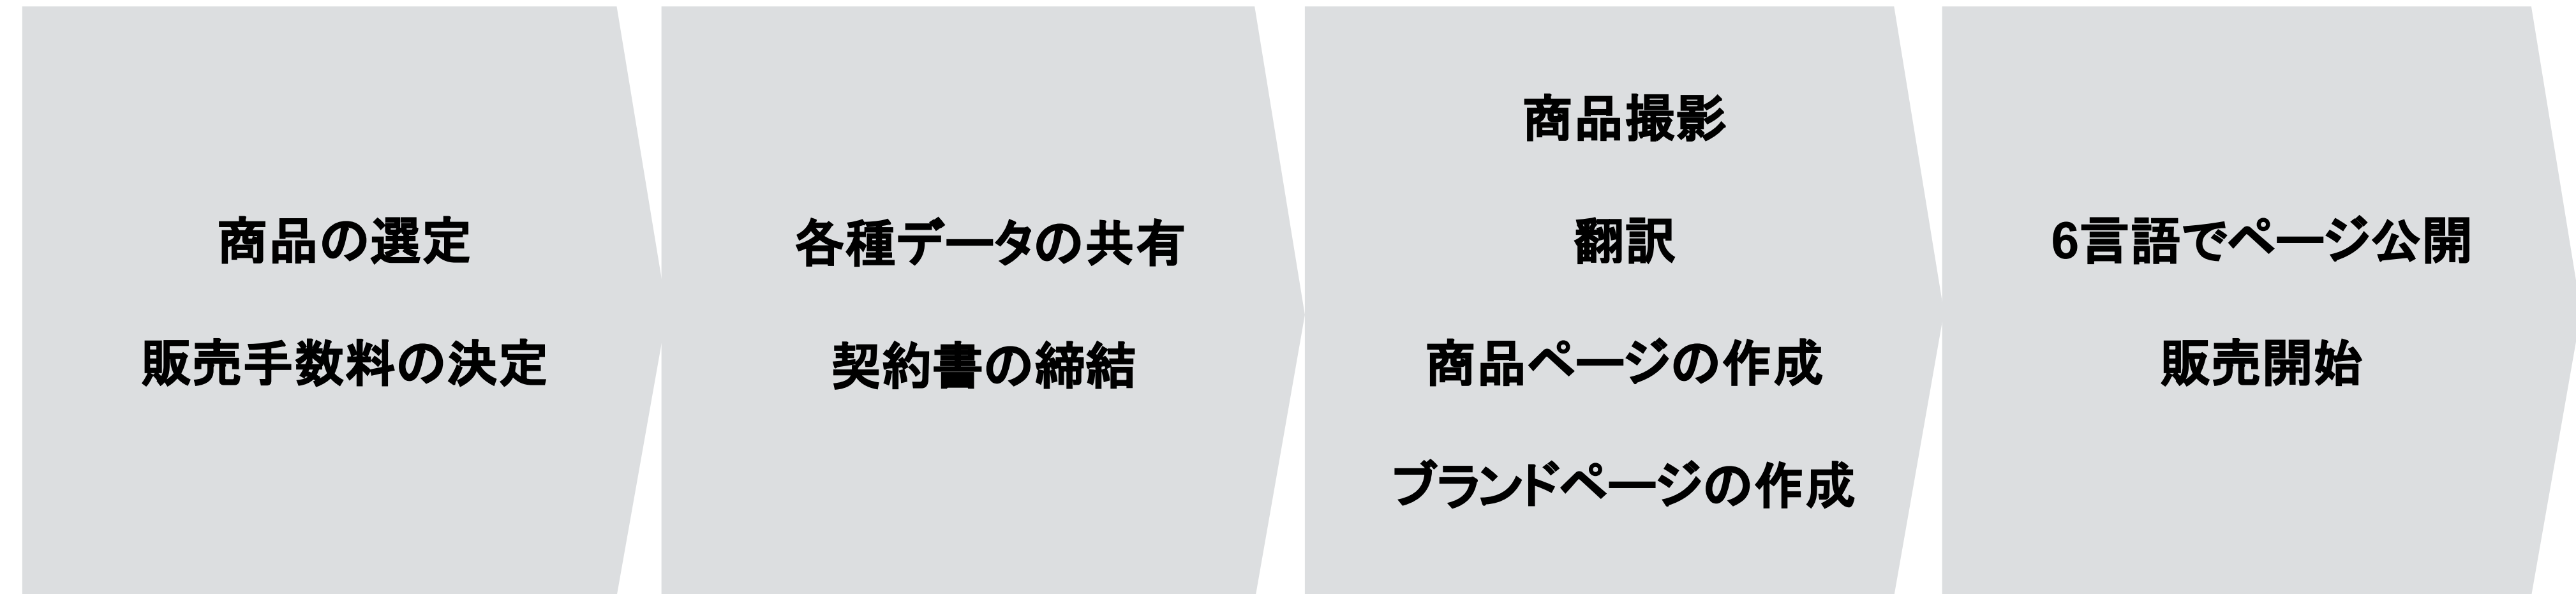 商品の選定
販売手数料の決定
各種データの共有
契約書の締結
商品撮影
翻訳
商品ページの作成
ブランドページの作成
6言語でページ公開
販売開始